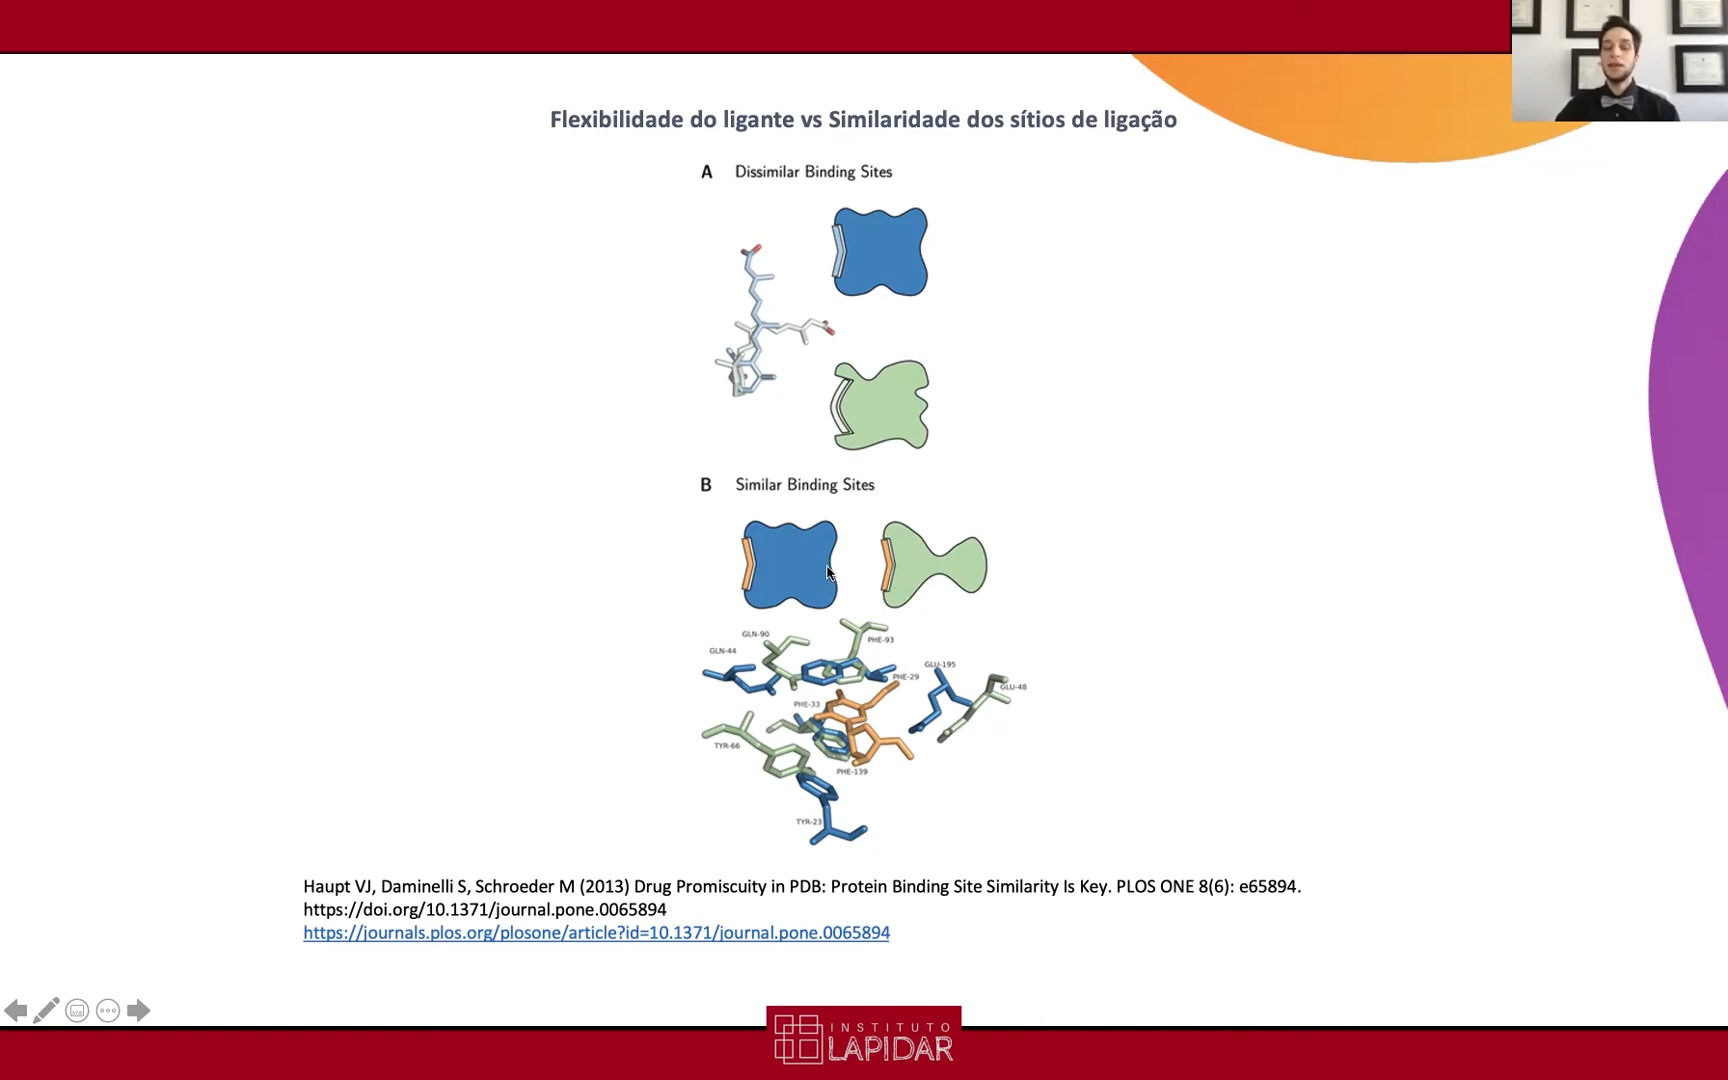 Flexibilidade do ligante vs Similaridade dos sítios de ligação
A Dissimilar Binding Sites
B Similar Binding Sites
GLN-90
PHE-93
GLN-44
GLU-195
PHE-29
GLU-48
PHE-33
TYR-66
PHE-139
TYR-23
Haupt VJ, Daminelli S, Schroeder M (2013) Drug Promiscuity in PDB: Protein Binding Site Similarity Is Key. PLOS ONE 8(6): e65894.
https://doi.org/10.1371/journal.pone.0065894
https://journals.plos.org/plosone/article?id=10.1371/journal.pone.0065894
INSTITUTO
LAPIDAR